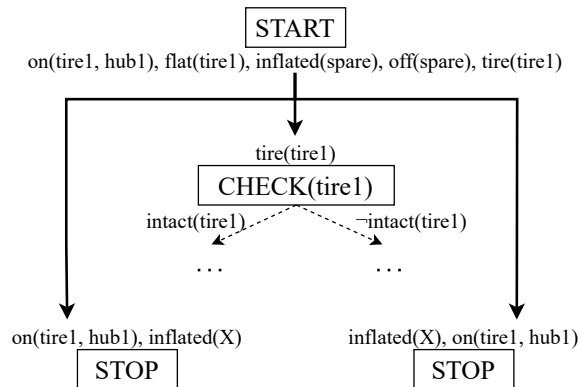 START
on(tire1, hub1), flat(tire1), inflated(spare), off(spare), tire(tire1)
tire(tire1)
CHECK(tire1)
intact(tire1) ¬intact(tire1)
... ...
on(tire1, hub1), inflated(X) inflated(X), on(tire1, hub1)
STOP STOP